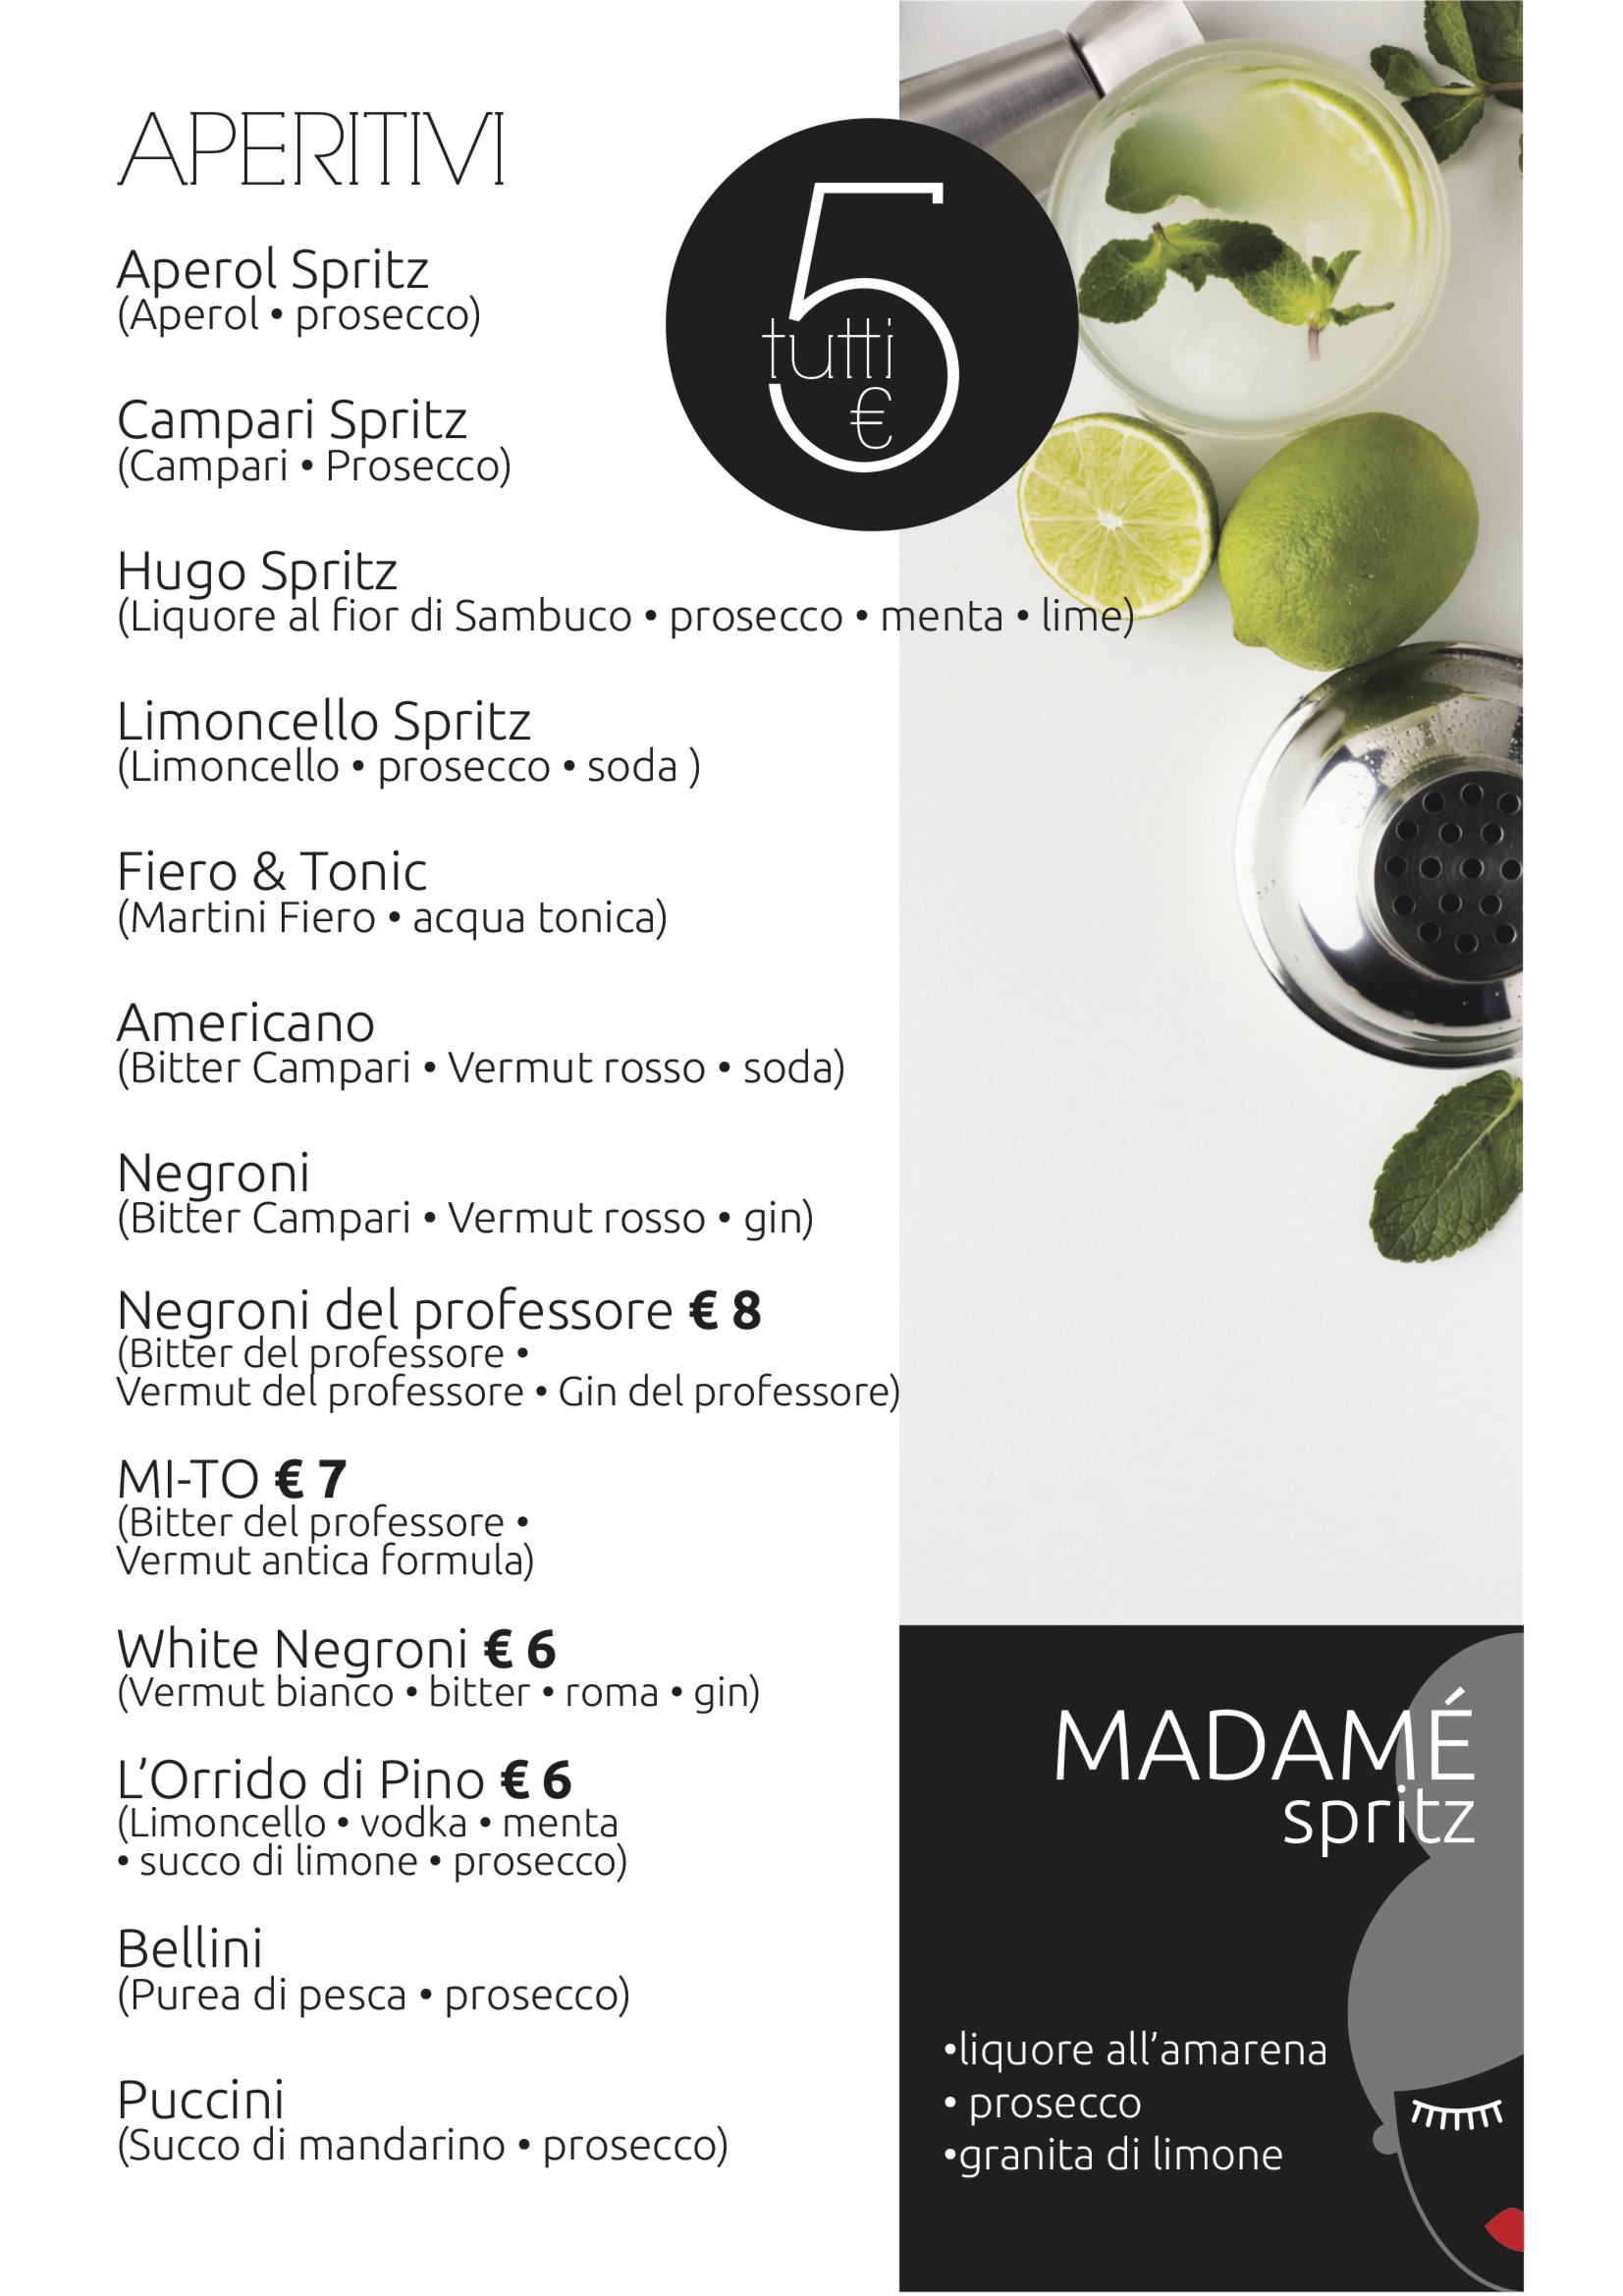 APERITIVI
5
tutti
€
Aperol Spritz
(Aperol • prosecco)
Campari Spritz
(Campari • Prosecco)
Hugo Spritz
(Liquore al fior di Sambuco • prosecco • menta • lime)
Limoncello Spritz
(Limoncello • prosecco • soda )
Fiero & Tonic
(Martini Fiero • acqua tonica)
Americano
(Bitter Campari • Vermut rosso • soda)
Negroni
(Bitter Campari • Vermut rosso • gin)
Negroni del professore € 8
(Bitter del professore •
Vermut del professore • Gin del professore)
MI-TO € 7
(Bitter del professore •
Vermut antica formula)
White Negroni € 6
(Vermut bianco • bitter • roma • gin)
L’Orrido di Pino € 6
(Limoncello • vodka • menta
• succo di limone • prosecco)
Bellini
(Purea di pesca • prosecco)
Puccini
(Succo di mandarino • prosecco)
MADAMÉ
spritz
•liquore all’amarena
• prosecco
•granita di limone